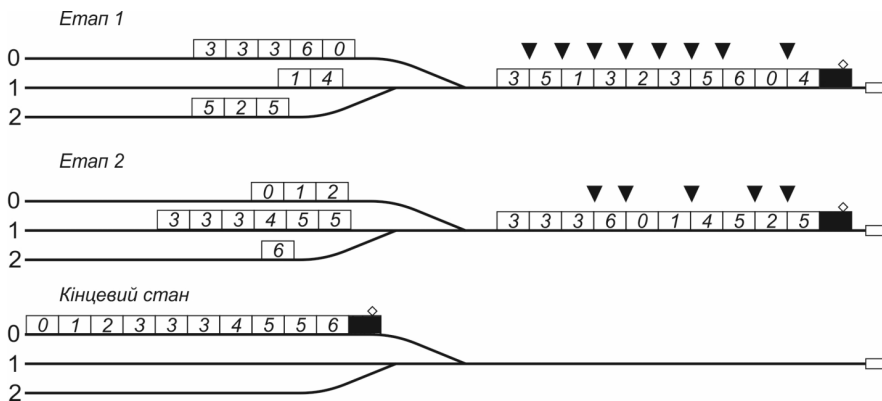 Етап 1
0 3 3 3 6 0
1 1 4 3 5 1 3 2 3 5 6 0 4
2 5 2 5
Етап 2
0 0 1 2
1 3 3 3 4 5 5 3 3 3 6 0 1 4 5 2 5
2 6
Кінцевий стан
0 0 1 2 3 3 3 4 5 5 6
1
2